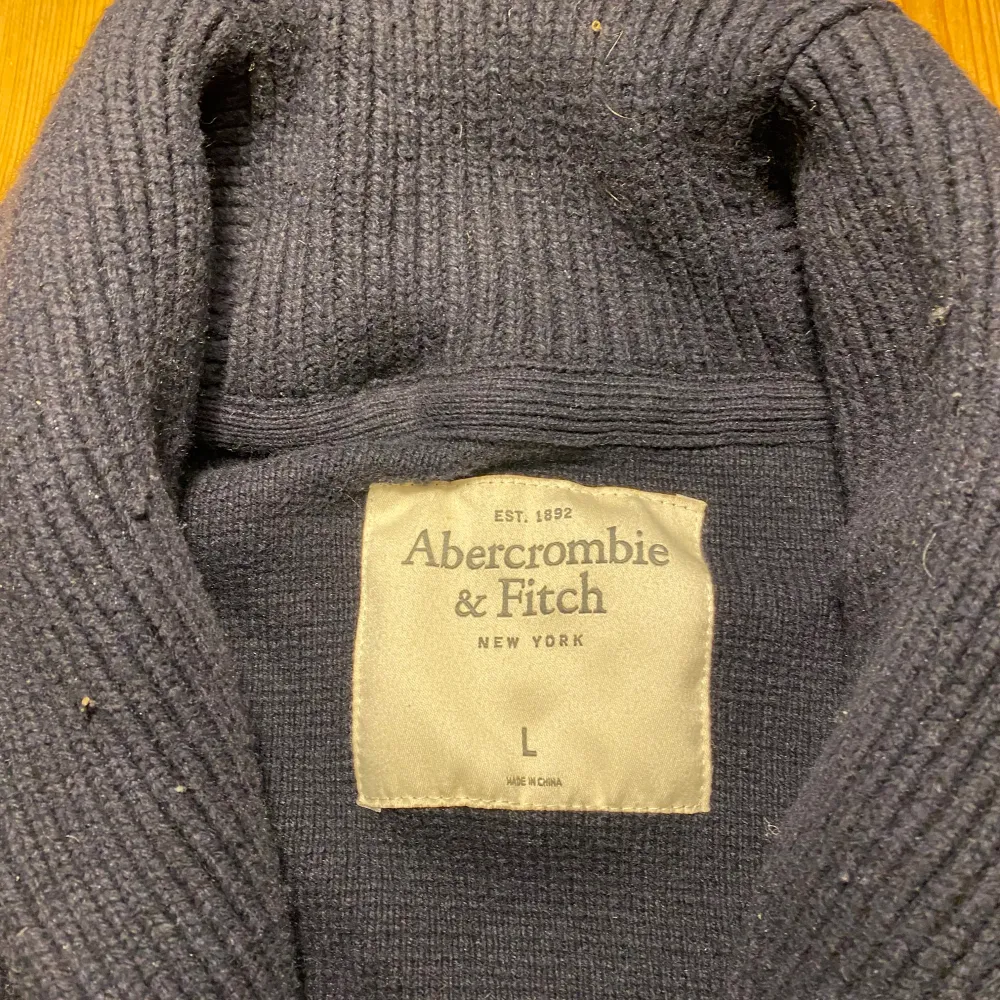 EST. 1892
Abercrombie
& Fitch
NEW YORK
L
MADE IN CHINA